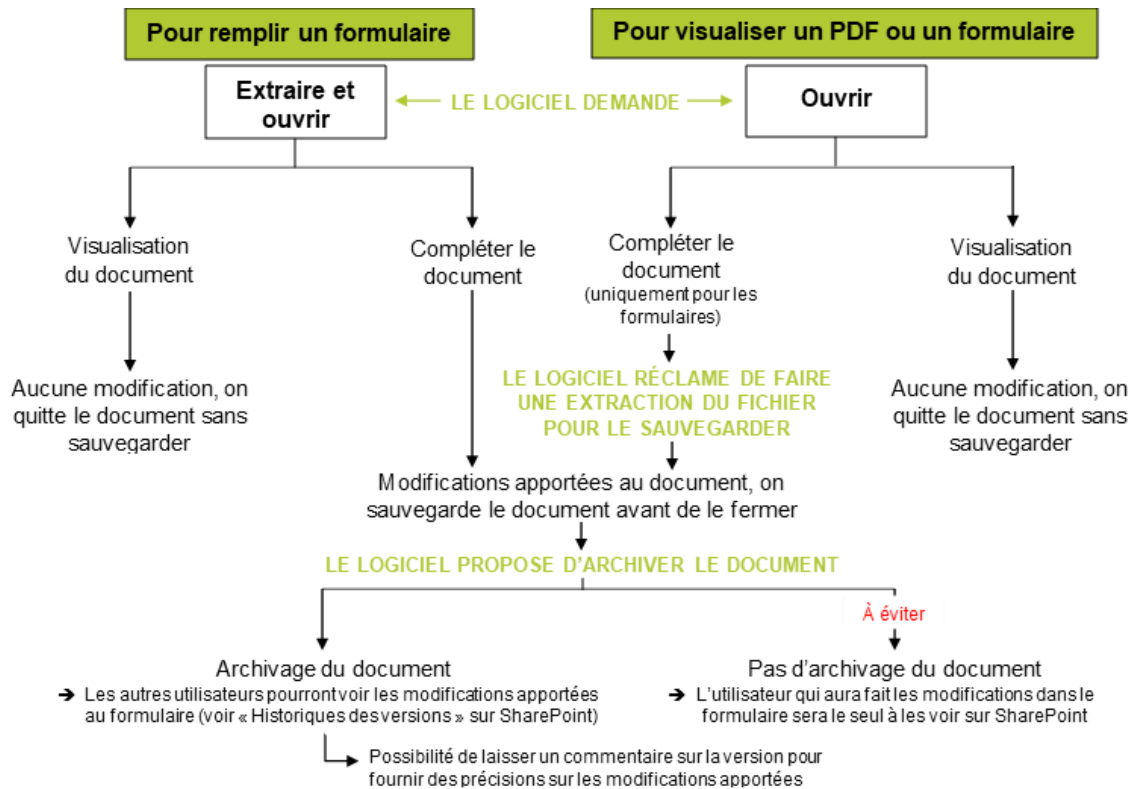 Pour remplir un formulaire
Pour visualiser un PDF ou un formulaire
Extraire et
ouvrir
LE LOGICIEL DEMANDE
Ouvrir
Visualisation
du document
Compléter le
document
Compléter le
document
(uniquement pour les
formulaires)
Visualisation
du document
Aucune modification, on
quitte le document sans
sauvegarder
LE LOGICIEL RÉCLAME DE FAIRE
UNE EXTRACTION DU FICHIER
POUR LE SAUVEGARDER
Aucune modification, on
quitte le document sans
sauvegarder
Modifications apportées au document, on
sauvegarde le document avant de le fermer
LE LOGICIEL PROPOSE D’ARCHIVER LE DOCUMENT
À éviter
Archivage du document
➔ Les autres utilisateurs pourront voir les modifications apportées
au formulaire (voir « Historiques des versions » sur SharePoint)
Possibilité de laisser un commentaire sur la version pour
fournir des précisions sur les modifications apportées
Pas d’archivage du document
➔ L’utilisateur qui aura fait les modifications dans le
formulaire sera le seul à les voir sur SharePoint